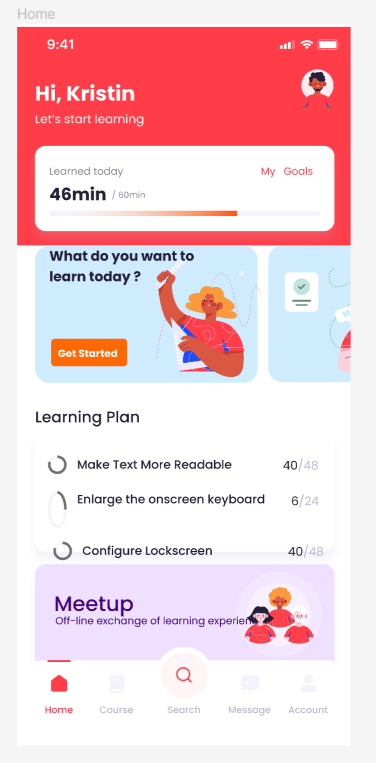 Home
9:41
Hi, Kristin
Let's start learning
Learned today
My Goals
46min / 60min
What do you want to
learn today ?
Get Started
Learning Plan
Make Text More Readable 40/48
Enlarge the onscreen keyboard 6/24
Configure Lockscreen 40/48
Meetup
Off-line exchange of learning experien
Home
Course
Search
Message
Account